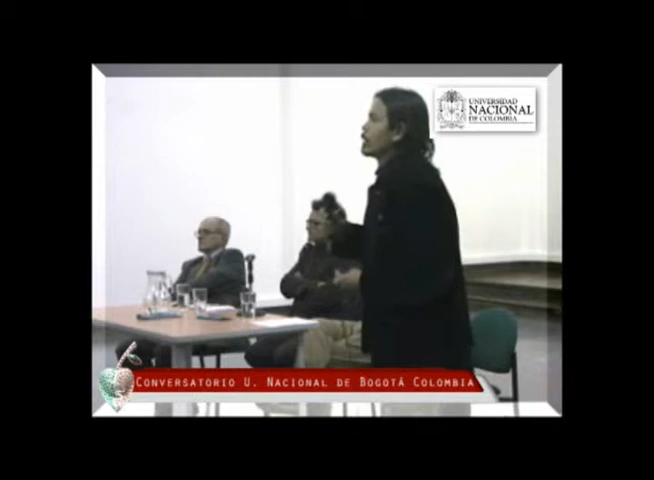 UNIVERSIDAD
NACIONAL
DE COLOMBIA
CONVERSATORIO U. NACIONAL DE BOGOTÁ COLOMBIA